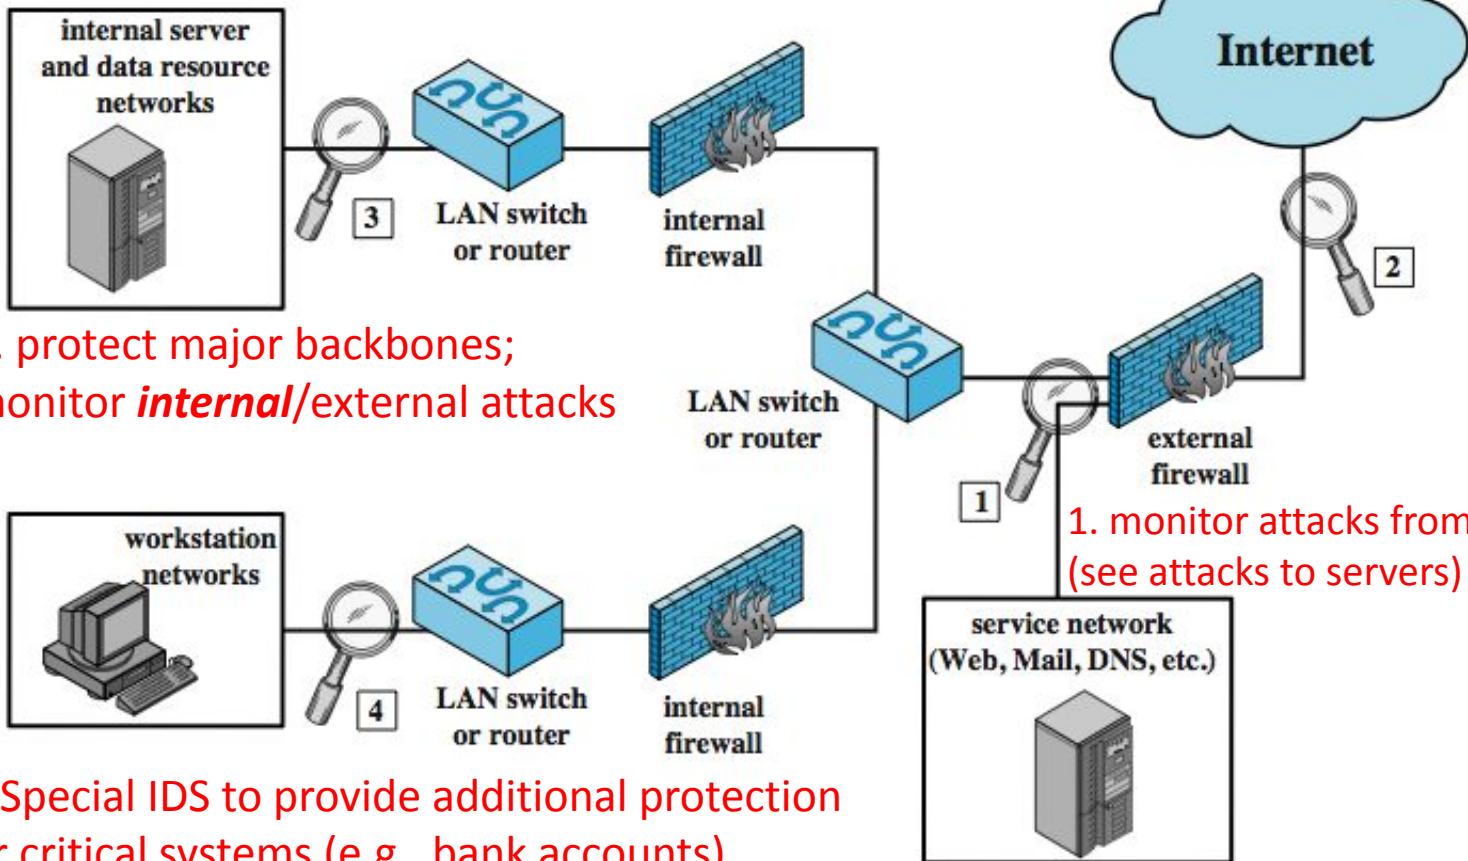 internal server
and data resource
networks
3
LAN switch
or router
internal
firewall
Internet
2
. protect major backbones;
monitor internal/external attacks
LAN switch
or router
1
external
firewall
1. monitor attacks from
(see attacks to servers)
workstation
networks
4
LAN switch
or router
internal
firewall
service network
(Web, Mail, DNS, etc.)
Special IDS to provide additional protection
critical systems (e.g., bank accounts)